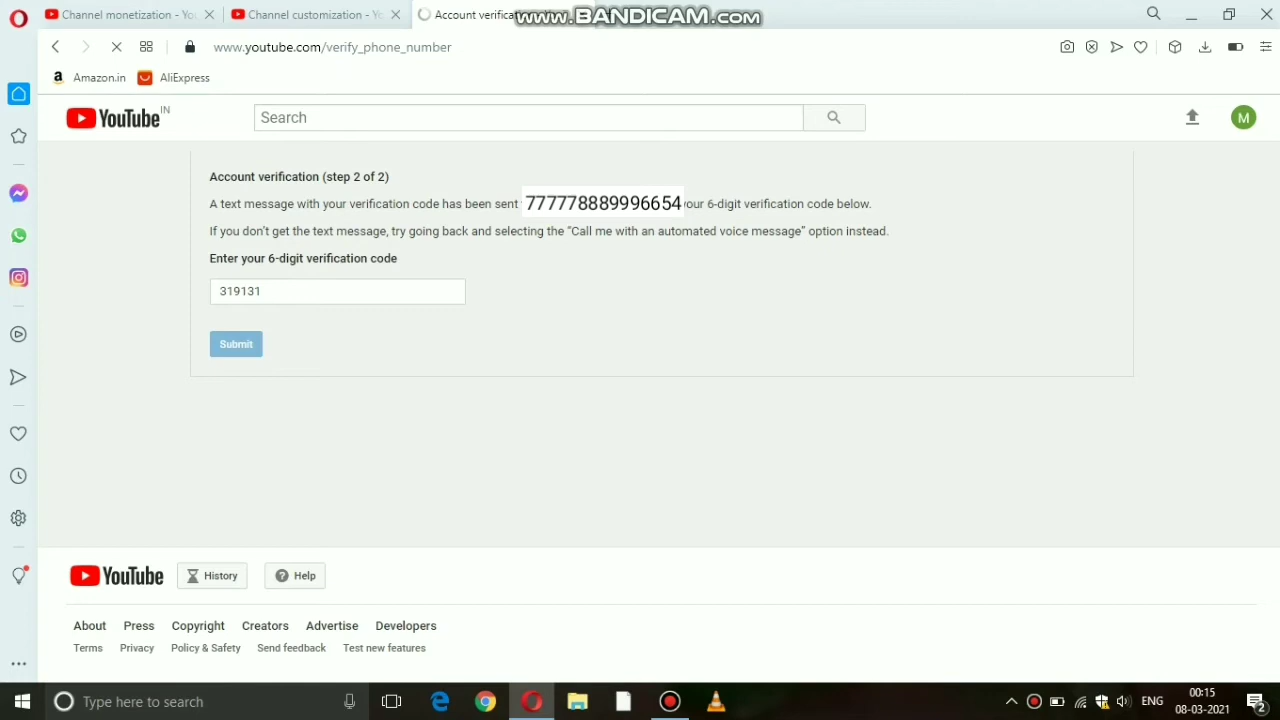 Channel monetization - You
Channel customization - Yo
Account verifica
www.BANDICAM.com
www.youtube.com/verify_phone_number
Amazon.in
AliExpress
YouTube IN
Search
M
Account verification (step 2 of 2)
A text message with your verification code has been sent 777778889996654 our 6-digit verification code below.
If you don't get the text message, try going back and selecting the “Call me with an automated voice message” option instead.
Enter your 6-digit verification code
319131
Submit
YouTube
History
Help
About Press Copyright Creators Advertise Developers
Terms Privacy Policy & Safety Send feedback Test new features
Type here to search
ENG
00:15
08-03-2021
2